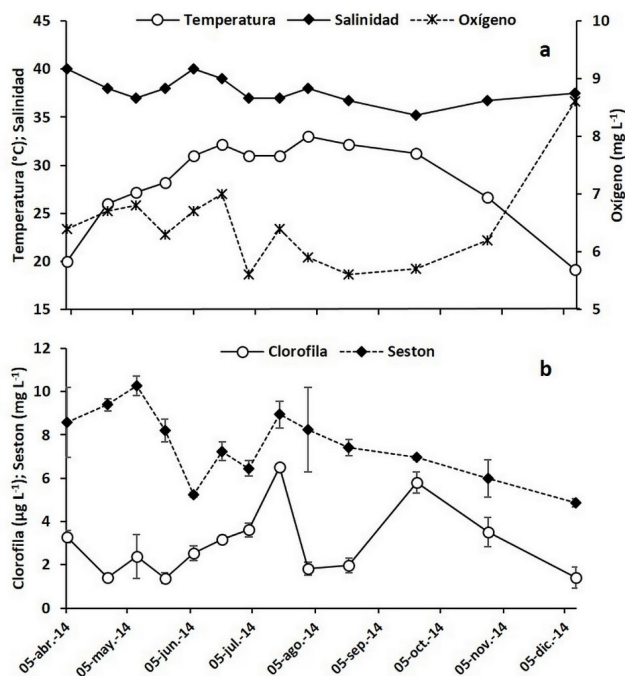 Temperatura Salinidad Oxígeno
a
45
40
35
30
25
20
15
Temperatura (°C); Salinidad
10
9
8
7
6
5
Oxígeno (mg L-1)
Clorofila Seston
b
12
10
8
6
4
2
0
Clorofila (µg L-1); Seston (mg L-1)
05-abr.-14
05-may.-14
05-jun.-14
05-jul.-14
05-ago.-14
05-sep.-14
05-oct.-14
05-nov.-14
05-dic.-14